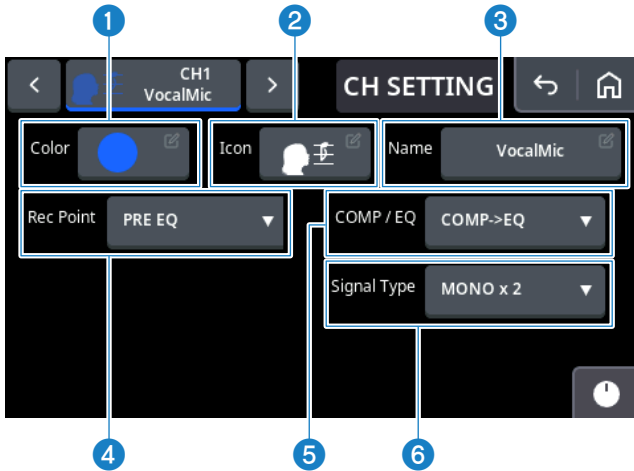 1 2 3
CH1
VocalMic
CH SETTING
Color
Icon
Name VocalMic
Rec Point PRE EQ
COMP / EQ COMP->EQ
Signal Type MONO x 2
4 5 6